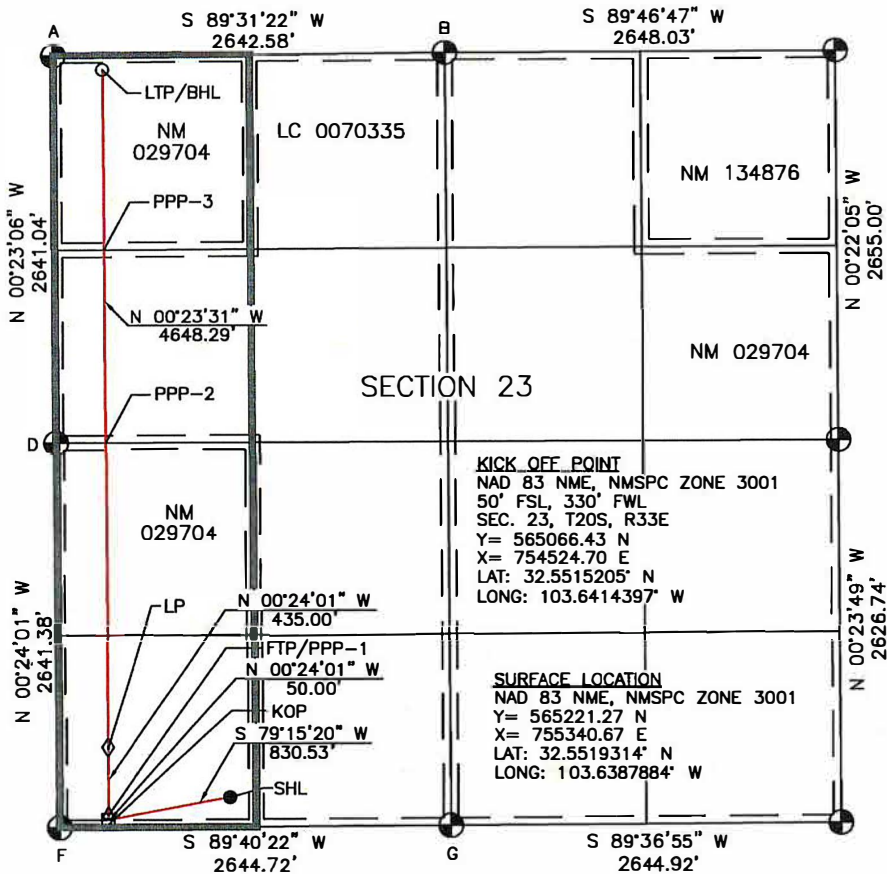 S 89°31'22" W
2642.58'
S 89°46'47" W
2648.03'
A
B
LTP/BHL
NM
029704
LC 0070335
NM 134876
PPP-3
N 00°23'06" W
2641.04'
N 00°22'05" W
2655.00'
N 00°23'31" W
4648.29'
NM 029704
PPP-2
SECTION 23
D
KICK OFF POINT
NAD 83 NME, NMSPC ZONE 3001
50' FSL, 330' FWL
SEC. 23, T20S, R33E
Y= 565066.43 N
X= 754524.70 E
LAT: 32.5515205° N
LONG: 103.6414397° W
NM
029704
LP
N 00°24'01" W
435.00'
FTP/PPP-1
N 00°24'01" W
50.00'
KOP
S 79°15'20" W
830.53'
SHL
N 00°24'01" W
2641.38'
N 00°23'49" W
2626.74'
SURFACE LOCATION
NAD 83 NME, NMSPC ZONE 3001
Y= 565221.27 N
X= 755340.67 E
LAT: 32.5519314° N
LONG: 103.6387884° W
F
S 89°40'22" W
2644.72'
G
S 89°36'55" W
2644.92'